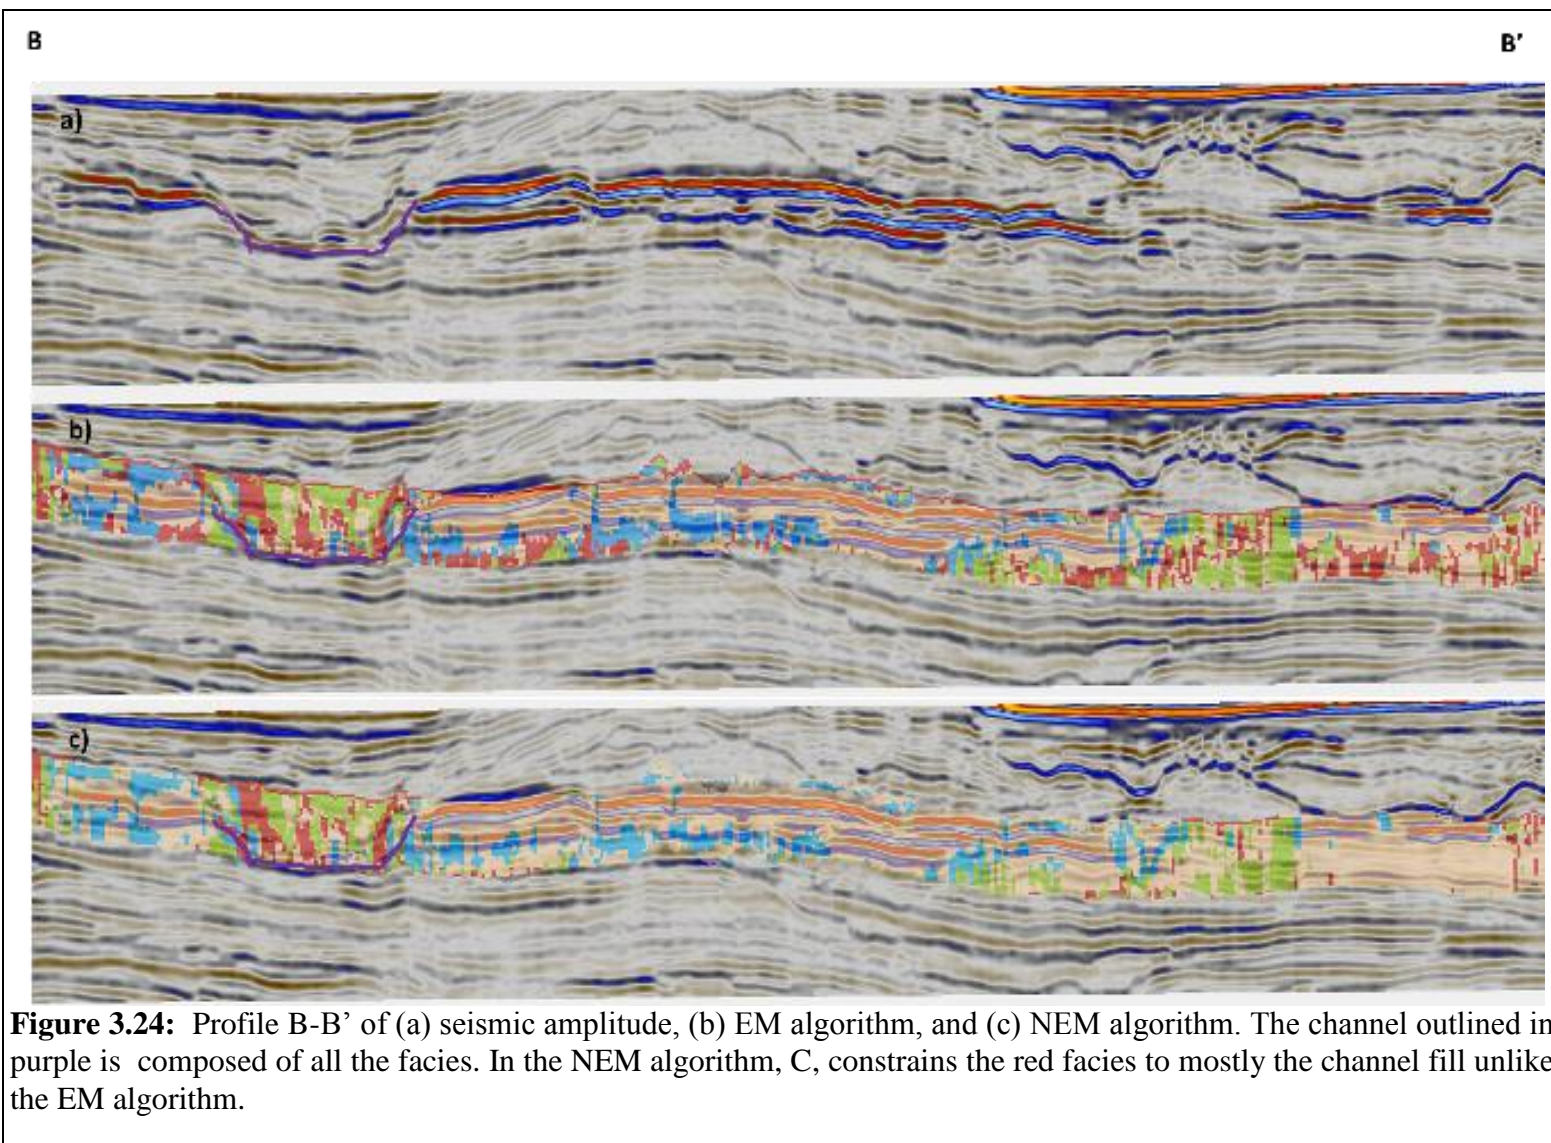 B
B’
a)
b)
c)
Figure 3.24: Profile B-B’ of (a) seismic amplitude, (b) EM algorithm, and (c) NEM algorithm. The channel outlined in
purple is composed of all the facies. In the NEM algorithm, C, constrains the red facies to mostly the channel fill unlike
the EM algorithm.